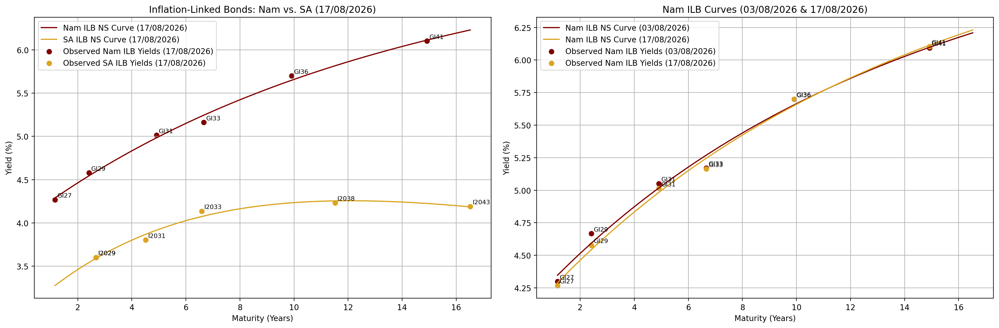 Inflation-Linked Bonds: Nam vs. SA (17/08/2026)
Nam ILB NS Curve (17/08/2026)
SA ILB NS Curve (17/08/2026)
Observed Nam ILB Yields (17/08/2026)
Observed SA ILB Yields (17/08/2026)
Yield (%)
6.0
5.5
5.0
4.5
4.0
3.5
GI41
GI36
GI33
GI31
GI29
GI27
I2038
I2043
I2033
I2031
I2029
2 4 6 8 10 12 14 16
Maturity (Years)
Nam ILB Curves (03/08/2026 & 17/08/2026)
Nam ILB NS Curve (03/08/2026)
Nam ILB NS Curve (17/08/2026)
Observed Nam ILB Yields (03/08/2026)
Observed Nam ILB Yields (17/08/2026)
Yield (%)
6.25
6.00
5.75
5.50
5.25
5.00
4.75
4.50
4.25
GI41
GI41
GI36
GI36
GI33
GI33
GI31
GI31
GI29
GI29
GI27
GI27
2 4 6 8 10 12 14 16
Maturity (Years)